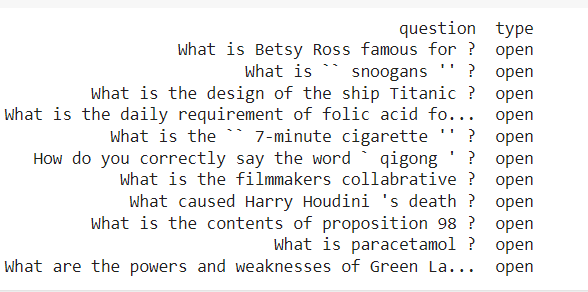 question type
What is Betsy Ross famous for ? open
What is `` snoogans '' ? open
What is the design of the ship Titanic ? open
What is the daily requirement of folic acid fo... open
What is the `` 7-minute cigarette '' ? open
How do you correctly say the word ` qigong ' ? open
What is the filmmakers collabrative ? open
What caused Harry Houdini 's death ? open
What is the contents of proposition 98 ? open
What is paracetamol ? open
What are the powers and weaknesses of Green La... open